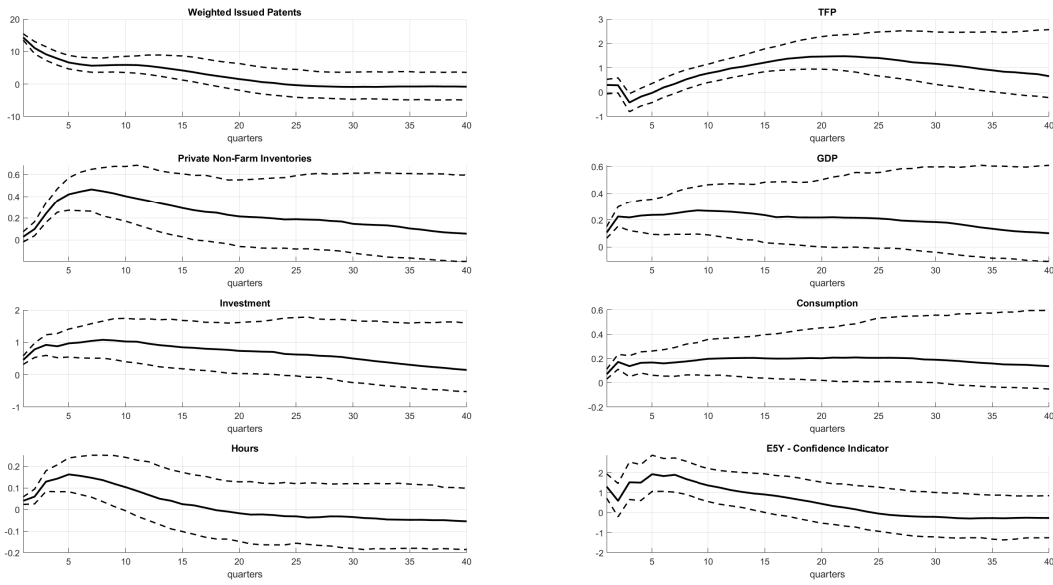 Weighted Issued Patents
20
10
0
-10
5 10 15 20 25 30 35 40
quarters
TFP
3
2
1
0
-1
5 10 15 20 25 30 35 40
quarters
Private Non-Farm Inventories
0.6
0.4
0.2
0
5 10 15 20 25 30 35 40
quarters
GDP
0.6
0.4
0.2
0
5 10 15 20 25 30 35 40
quarters
Investment
2
1
0
-1
5 10 15 20 25 30 35 40
quarters
Consumption
0.6
0.4
0.2
0
-0.2
5 10 15 20 25 30 35 40
quarters
Hours
0.2
0.1
0
-0.1
-0.2
5 10 15 20 25 30 35 40
quarters
E5Y - Confidence Indicator
2
1
0
-1
-2
5 10 15 20 25 30 35 40
quarters